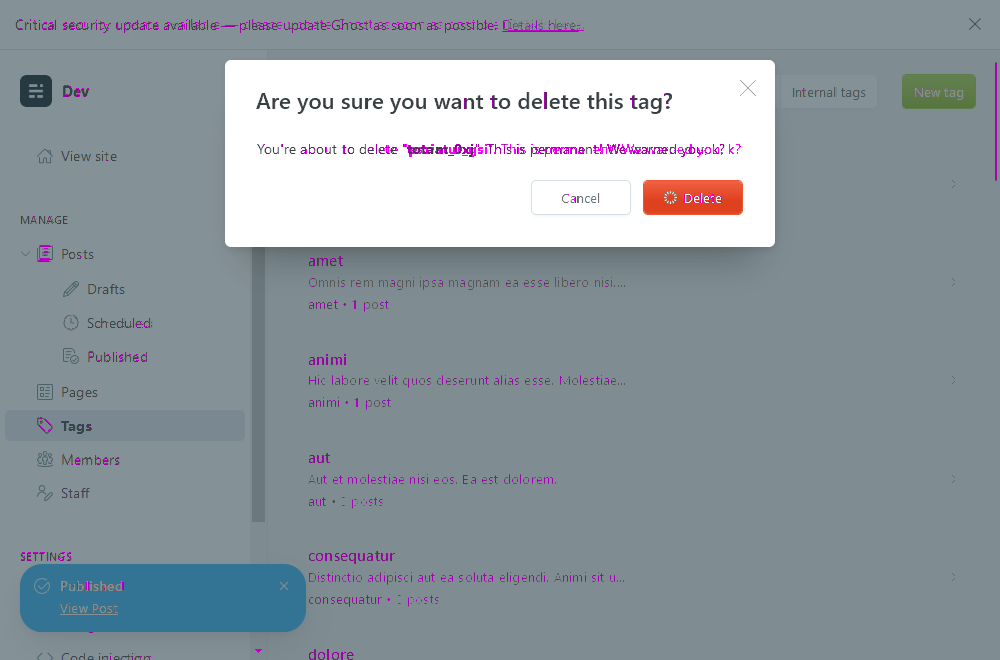 Critical security update available — please update Ghost as soon as possible. Details here.
Dev
View site
MANAGE
Posts
Drafts
Scheduled
Published
Pages
Tags
Members
Staff
SETTINGS
Published
View Post
Code injection
Internal tags
New tag
Are you sure you want to delete this tag?
You're about to delete This is permanent! We warned you, k?
Cancel
Delete
amet
Omnis rem magni ipsa magnam ea esse libero nisi....
amet • 1 post
animi
Hic labore velit quos deserunt alias esse. Molestiae...
animi • 1 post
aut
Aut et molestiae nisi eos. Ea est dolorem.
aut • posts
consequatur
Distinctio adipisci aut ea soluta eligendi. Animi sit u...
consequatur • posts
dolore